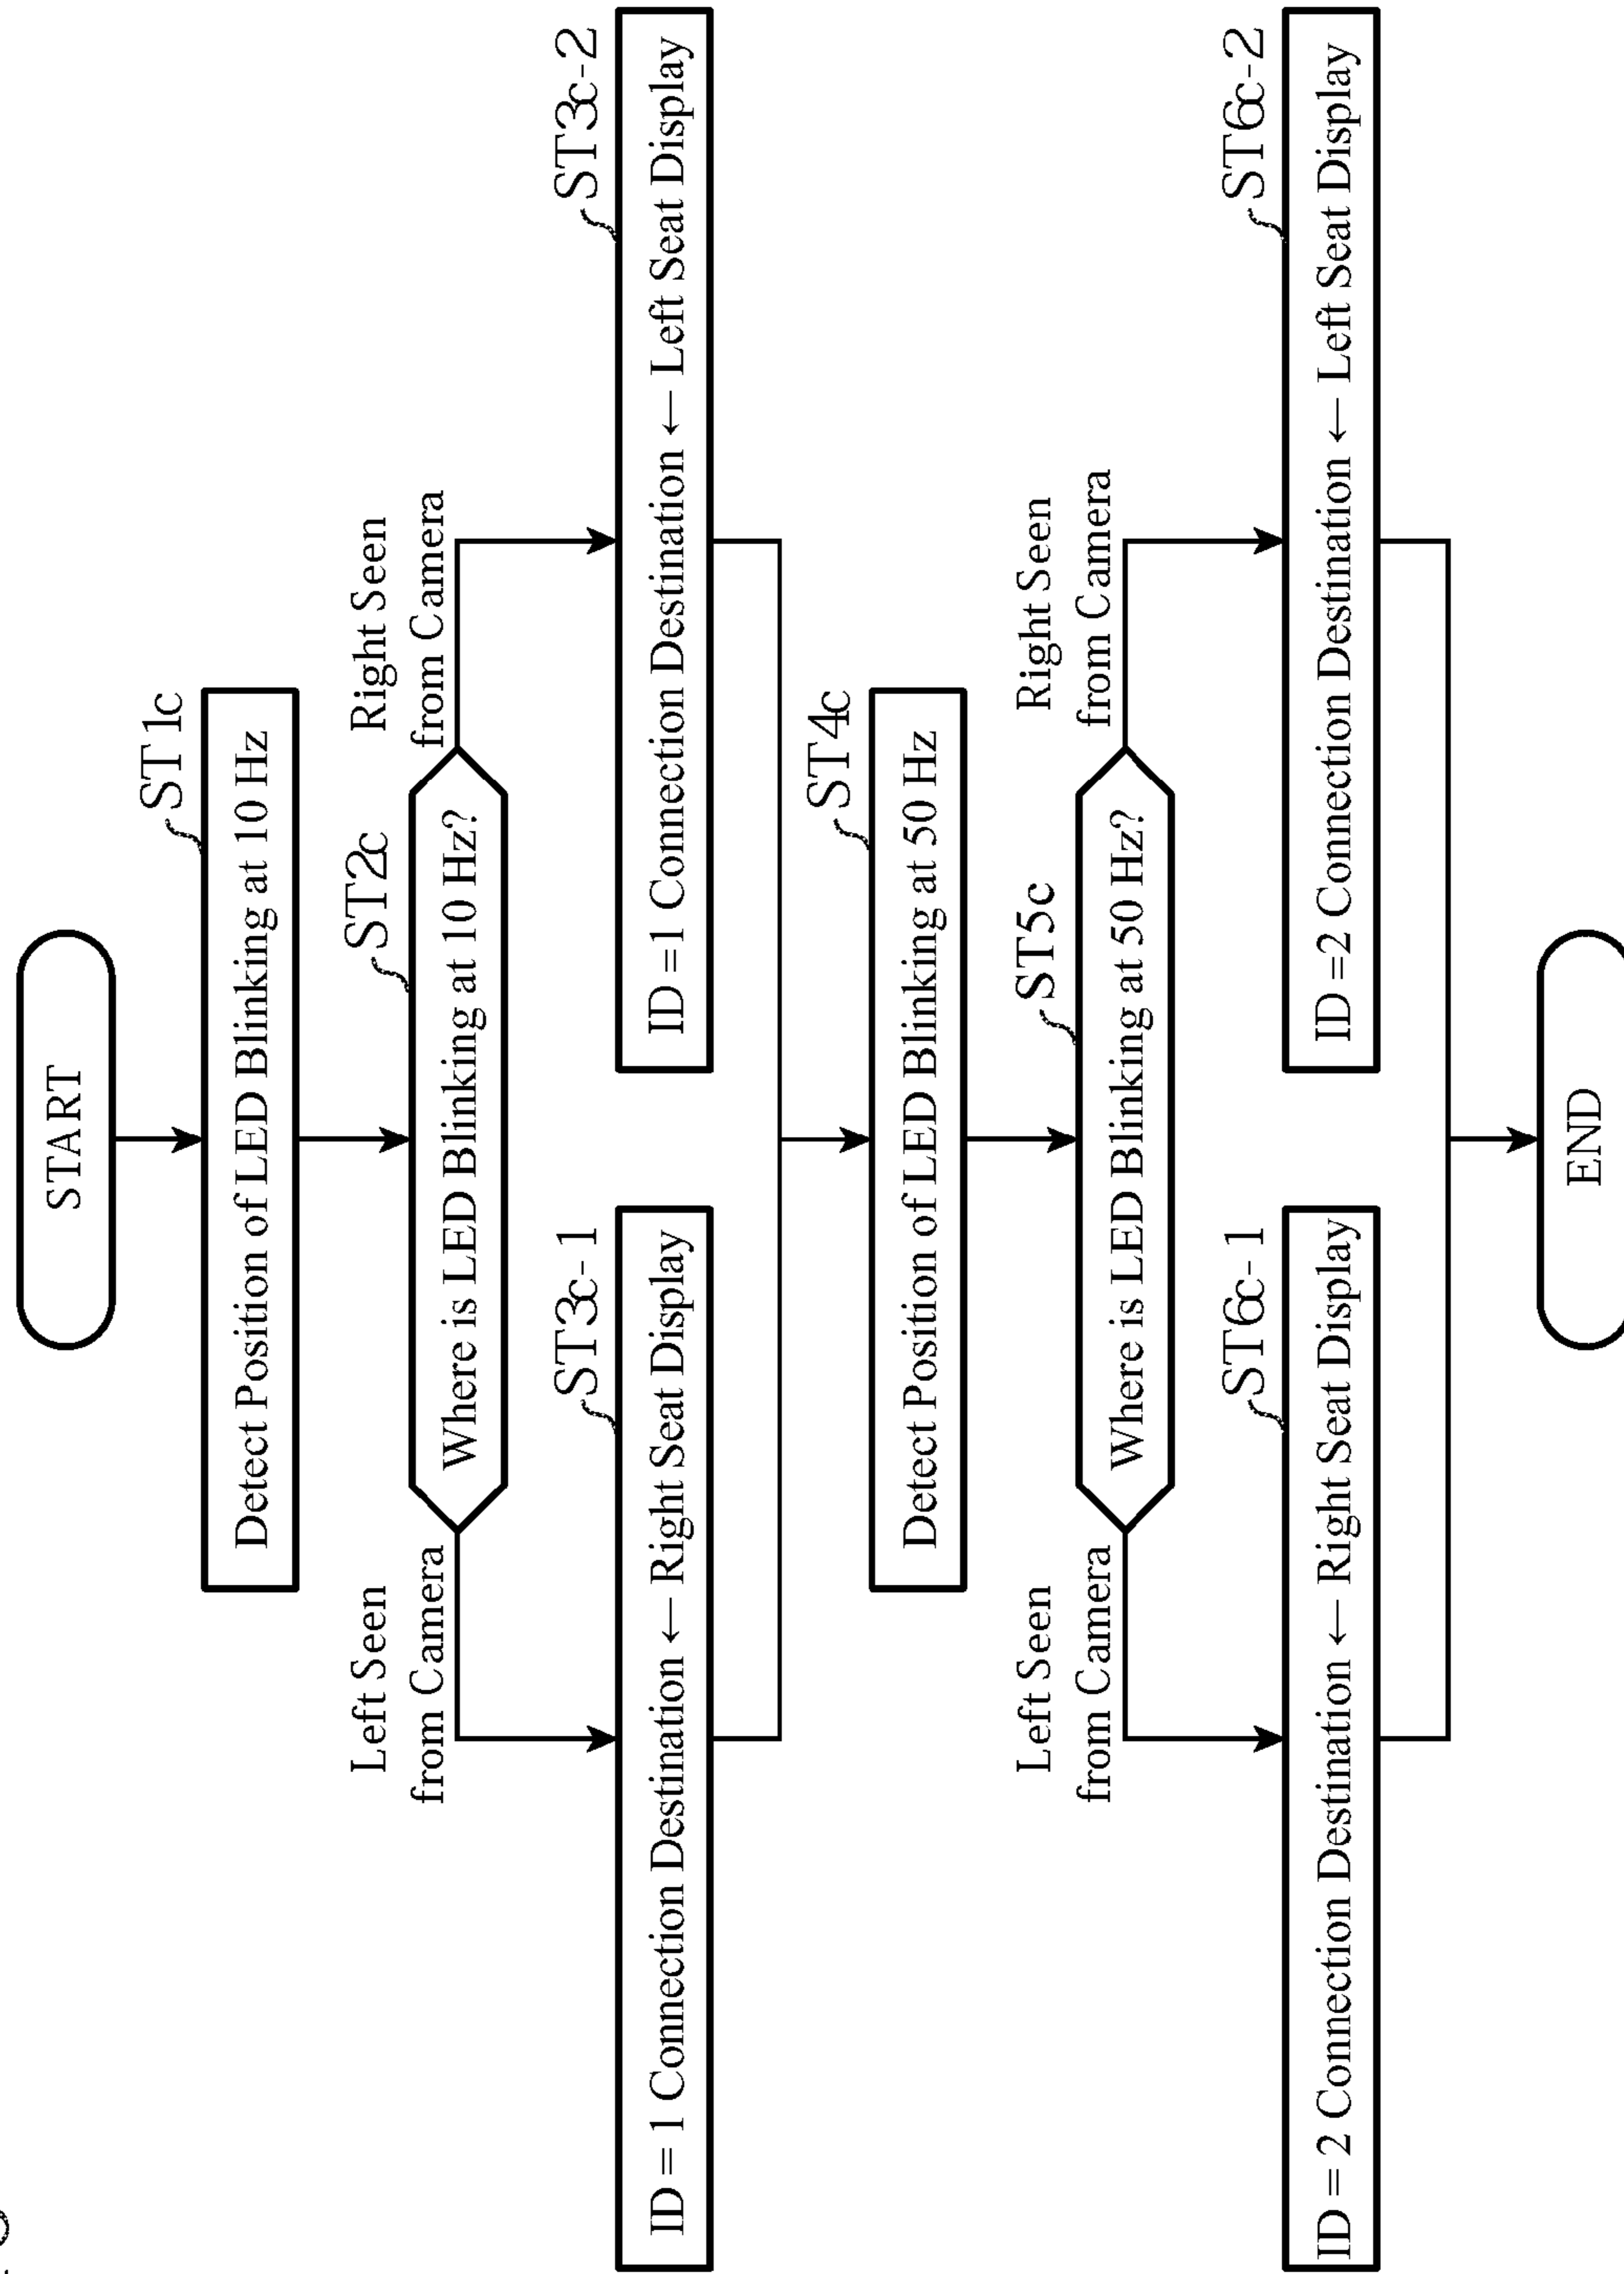 START
ST1c
Detect Position of LED Blinking at 10 Hz
ST2c
Where is LED Blinking at 10 Hz?
Left Seen
from Camera
Right Seen
from Camera
ST3c-1
ID = 1 Connection Destination ← Right Seat Display
ST3c-2
ID =1 Connection Destination ← Left Seat Display
ST4c
Detect Position of LED Blinking at 50 Hz
ST5c
Where is LED Blinking at 50 Hz?
Left Seen
from Camera
Right Seen
from Camera
ST6c-1
ID = 2 Connection Destination ← Right Seat Display
ST6c-2
ID =2 Connection Destination ← Left Seat Display
END